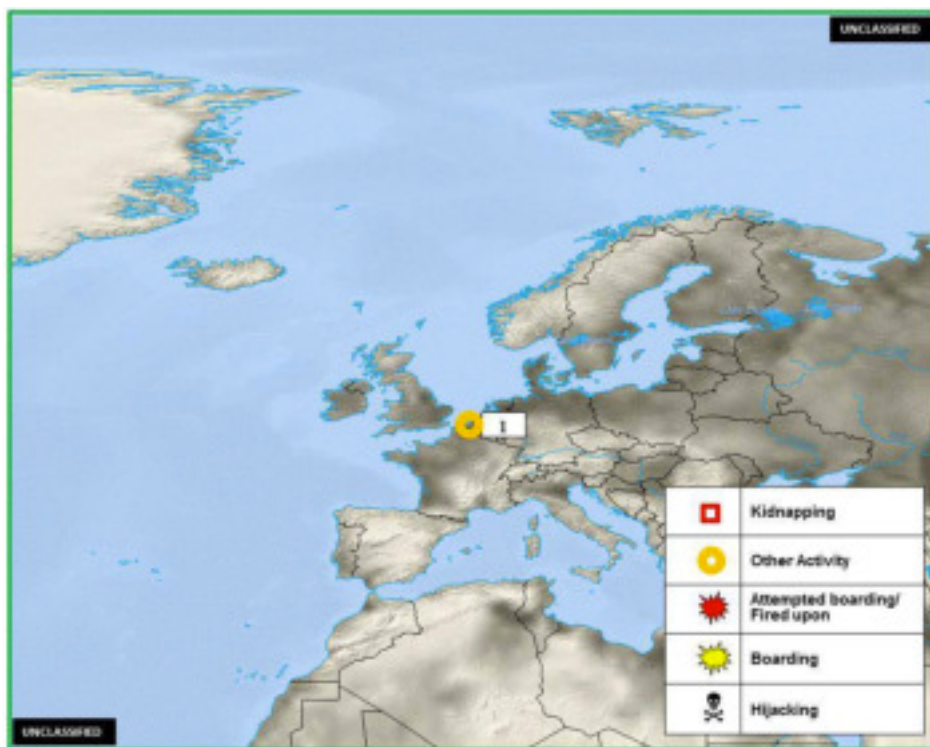 UNCLASSIFIED
1
Kidnapping
Other Activity
Attempted boarding/
Fired upon
Boarding
Hijacking
UNCLASSIFIED